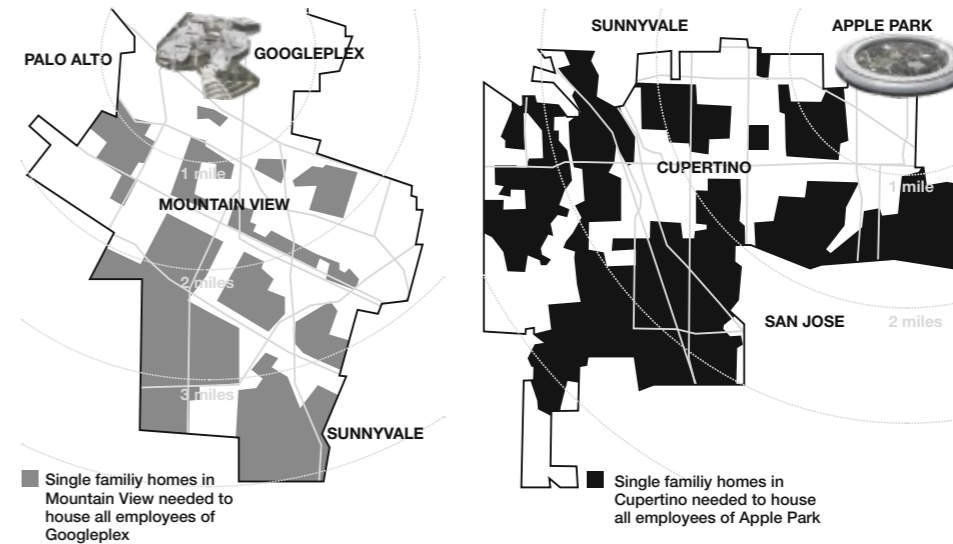 PALO ALTO
GOOGLEPLEX
1 mile
MOUNTAIN VIEW
2 miles
3 miles
SUNNYVALE
Single familiy homes in
Mountain View needed to
house all employees of
Googleplex
SUNNYVALE
APPLE PARK
CUPERTINO
1 mile
SAN JOSE
2 miles
Single familiy homes in
Cupertino needed to house
all employees of Apple Park